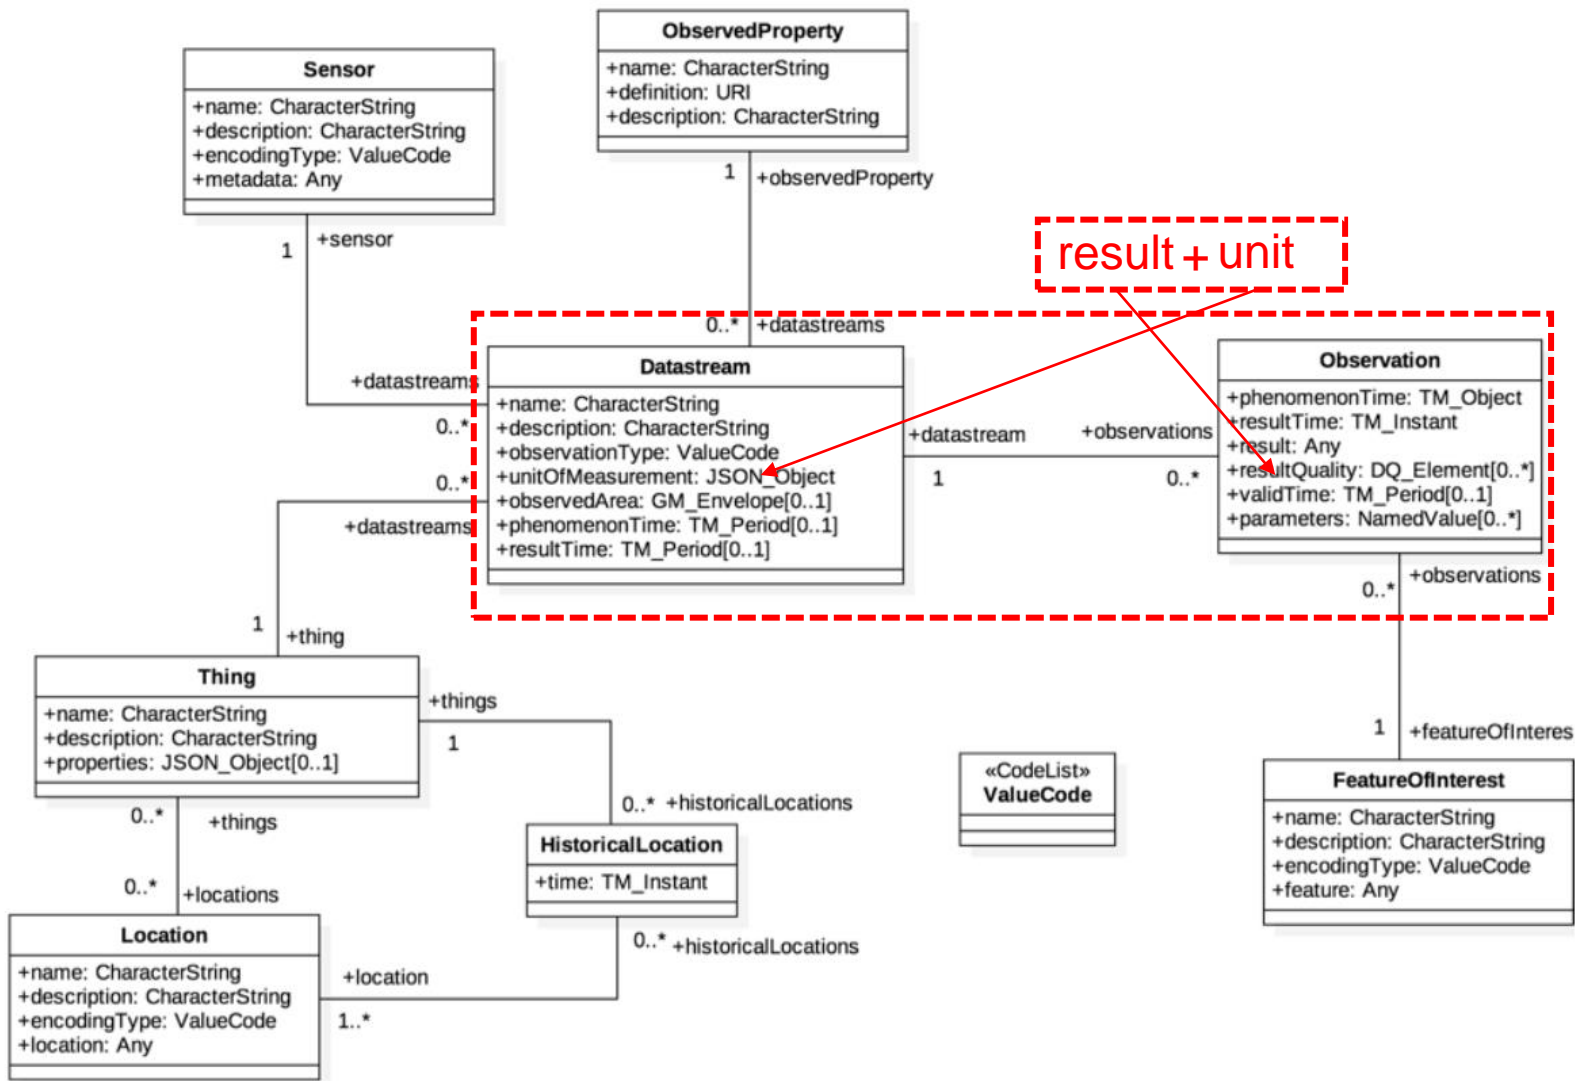 ObservedProperty
+name: CharacterString
+definition: URI
+description: CharacterString
Sensor
+name: CharacterString
+description: CharacterString
+encodingType: ValueCode
+metadata: Any
1
+observedProperty
1
+sensor
result + unit
0..*
+datastreams
+datastreams
0..*
Datastream
+name: CharacterString
+description: CharacterString
+observationType: ValueCode
+unitOfMeasurement: JSON_Object
+observedArea: GM_Envelope[0..1]
+phenomenonTime: TM_Period[0..1]
+resultTime: TM_Period[0..1]
+datastream
1
+observations
0..*
Observation
+phenomenonTime: TM_Object
+resultTime: TM_Instant
+result: Any
+resultQuality: DQ_Element[0..*]
+validTime: TM_Period[0..1]
+parameters: NamedValue[0..*]
0..*
+datastreams
+observations
0..*
1
+thing
Thing
+name: CharacterString
+description: CharacterString
+properties: JSON_Object[0..1]
+things
1
1
+featureOfInteres
«CodeList»
ValueCode
FeatureOfInterest
+name: CharacterString
+description: CharacterString
+encodingType: ValueCode
+feature: Any
0..*
+things
0..*
+historicalLocations
HistoricalLocation
+time: TM_Instant
0..*
+locations
0..*
+historicalLocations
Location
+name: CharacterString
+description: CharacterString
+encodingType: ValueCode
+location: Any
+location
1..*